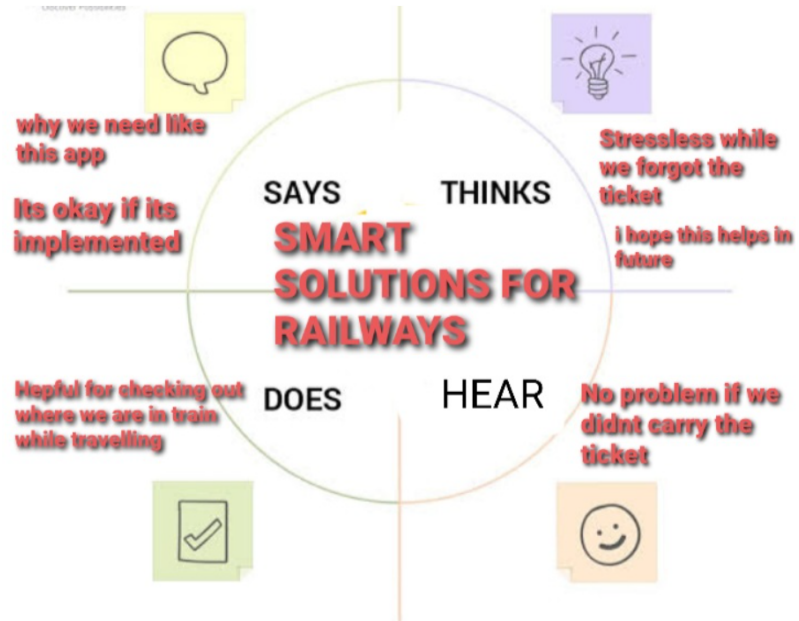 Discover Possibilities
why we need like
this app
Its okay if its
implemented
SAYS
THINKS
Stressless while
we forgot the
ticket
i hope this helps in
future
SMART
SOLUTIONS FOR
RAILWAYS
Hepful for checking out
where we are in train
while travelling
DOES
HEAR
No problem if we
didnt carry the
ticket